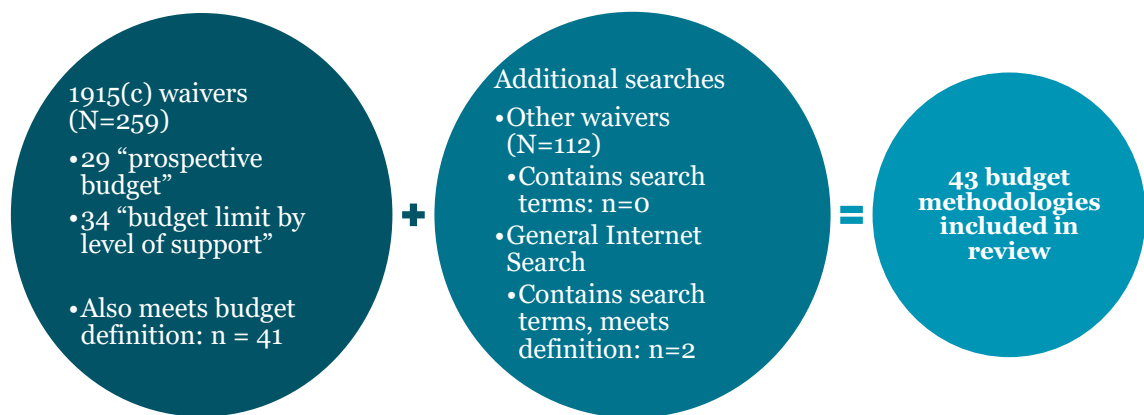 1915(c) waivers
(N=259)
•29 “prospective
budget”
•34 “budget limit by
level of support”
•Also meets budget
definition: n = 41
+
Additional searches
•Other waivers
(N=112)
•Contains search
terms: n=0
•General Internet
Search
•Contains search
terms, meets
definition: n=2
=
43 budget
methodologies
included in
review